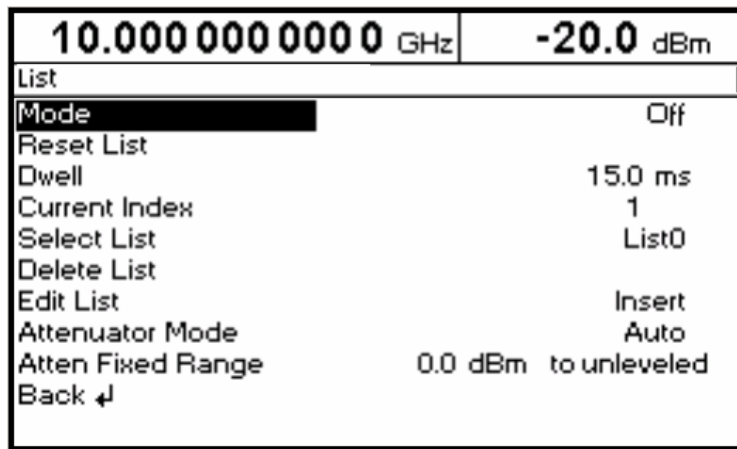 10.000 000 000 0 GHz -20.0 dBm
List
Mode Off
Reset List
Dwell 15.0 ms
Current Index 1
Select List List0
Delete List
Edit List Insert
Attenuator Mode Auto
Atten Fixed Range 0.0 dBm to unleveled
Back ↲